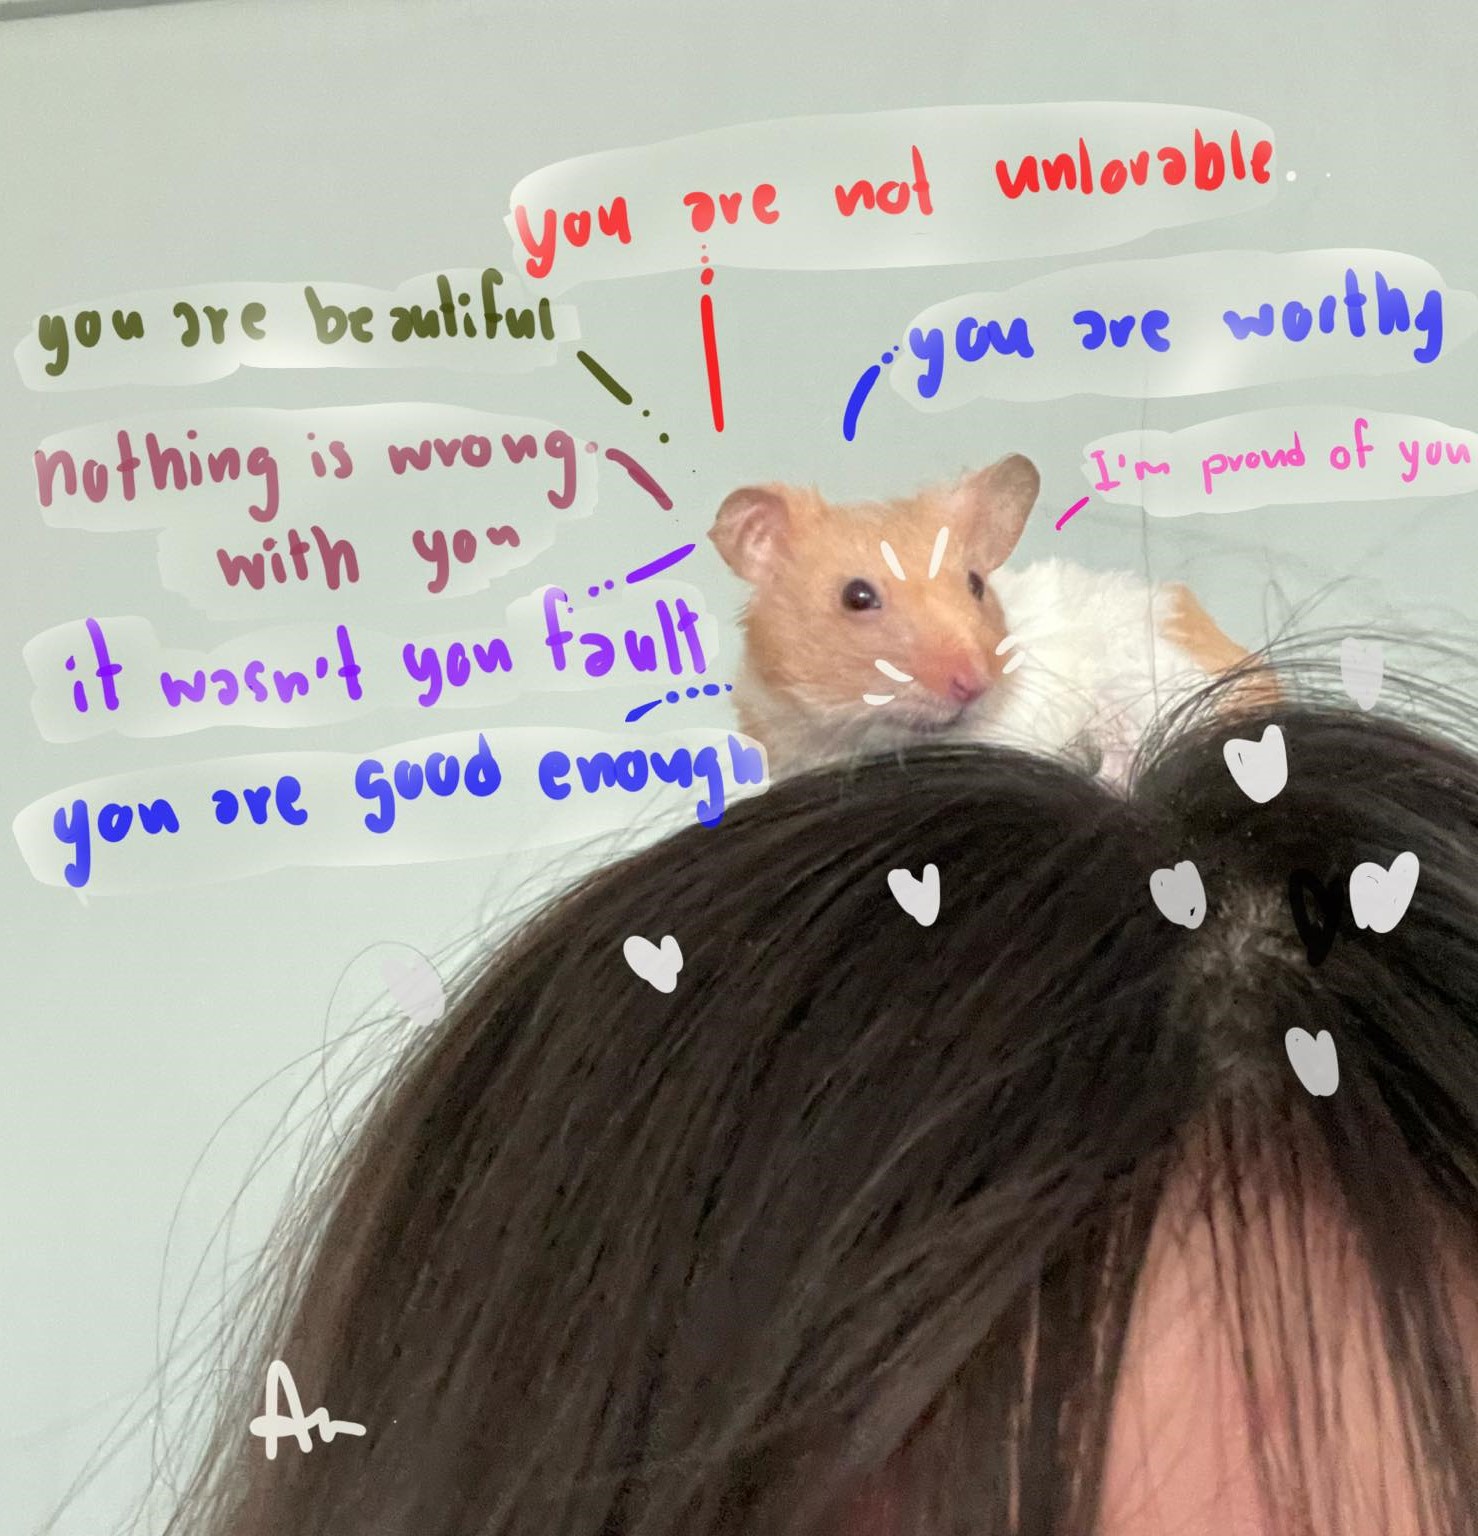 you are not unlovable.
you are beautiful
you are worthy
nothing is wrong
with you
I'm proud of you
it wasn't you fault
you are good enough
An